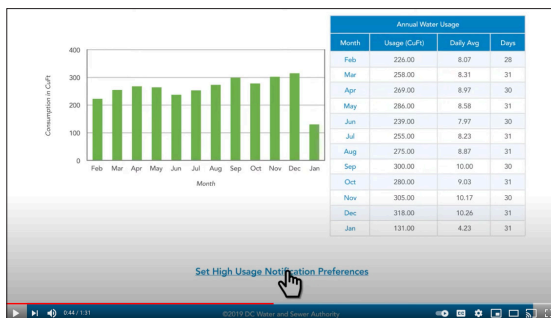 Annual Water Usage
Month Usage (CuFt) Daily Avg Days
Feb 226.00 8.07 28
Mar 258.00 8.31 31
Apr 269.00 8.97 30
May 286.00 8.58 31
Jun 239.00 7.97 30
Jul 255.00 8.23 31
Aug 275.00 8.87 31
Sep 300.00 10.00 30
Oct 280.00 9.03 31
Nov 305.00 10.17 30
Dec 318.00 10.26 31
Jan 131.00 4.23 31
Consumption in CuFt
400
300
200
100
0
Feb Mar Apr May Jun Jul Aug Sep Oct Nov Dec Jan
Month
Set High Usage Notification Preferences
0:44 / 1:31
©2019 DC Water and Sewer Authority
CC